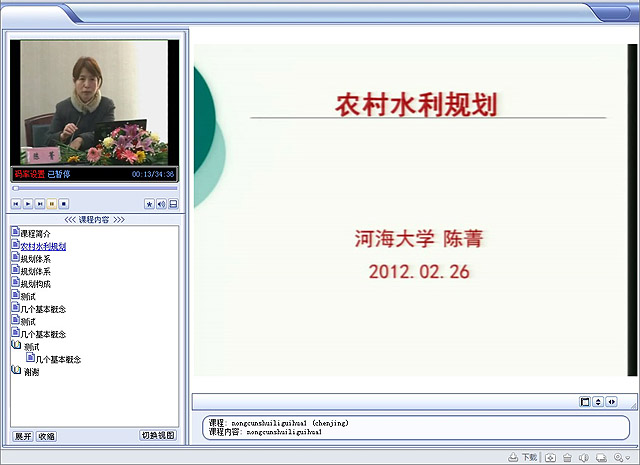 农村水利规划
河海大学 陈菁
2012.02.26
陈 菁
码率设置 已暂停 00:13/34:36
<<< 课程内容 >>>
课程简介
农村水利规划
规划体系
规划体系
规划构成
测试
几个基本概念
测试
几个基本概念
测试
几个基本概念
谢谢
展开 收缩 切换视图
课程: nongcunshuiliguihua1 (chenjing)
课程内容: nongcunshuiliguihua1
下载